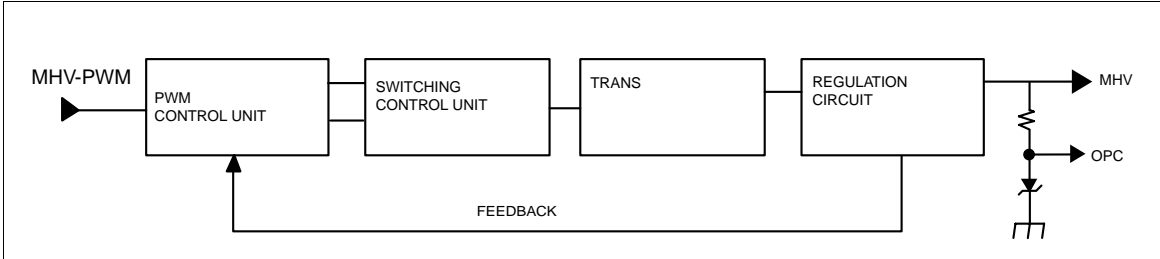 MHV-PWM
PWM
CONTROL UNIT
SWITCHING
CONTROL UNIT
TRANS
REGULATION
CIRCUIT
MHV
OPC
FEEDBACK